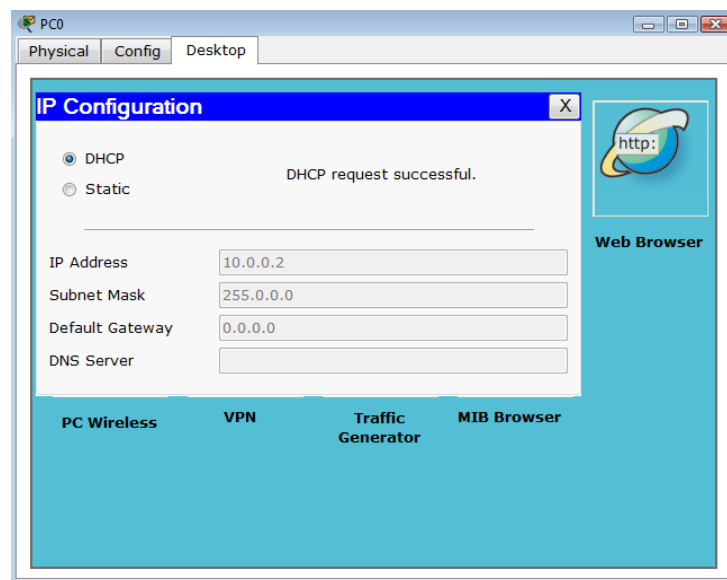 PC0
Physical Config Desktop
IP Configuration
X
DHCP
Static
DHCP request successful.
IP Address 10.0.0.2
Subnet Mask 255.0.0.0
Default Gateway 0.0.0.0
DNS Server
http:
Web Browser
PC Wireless
VPN
Traffic
Generator
MIB Browser